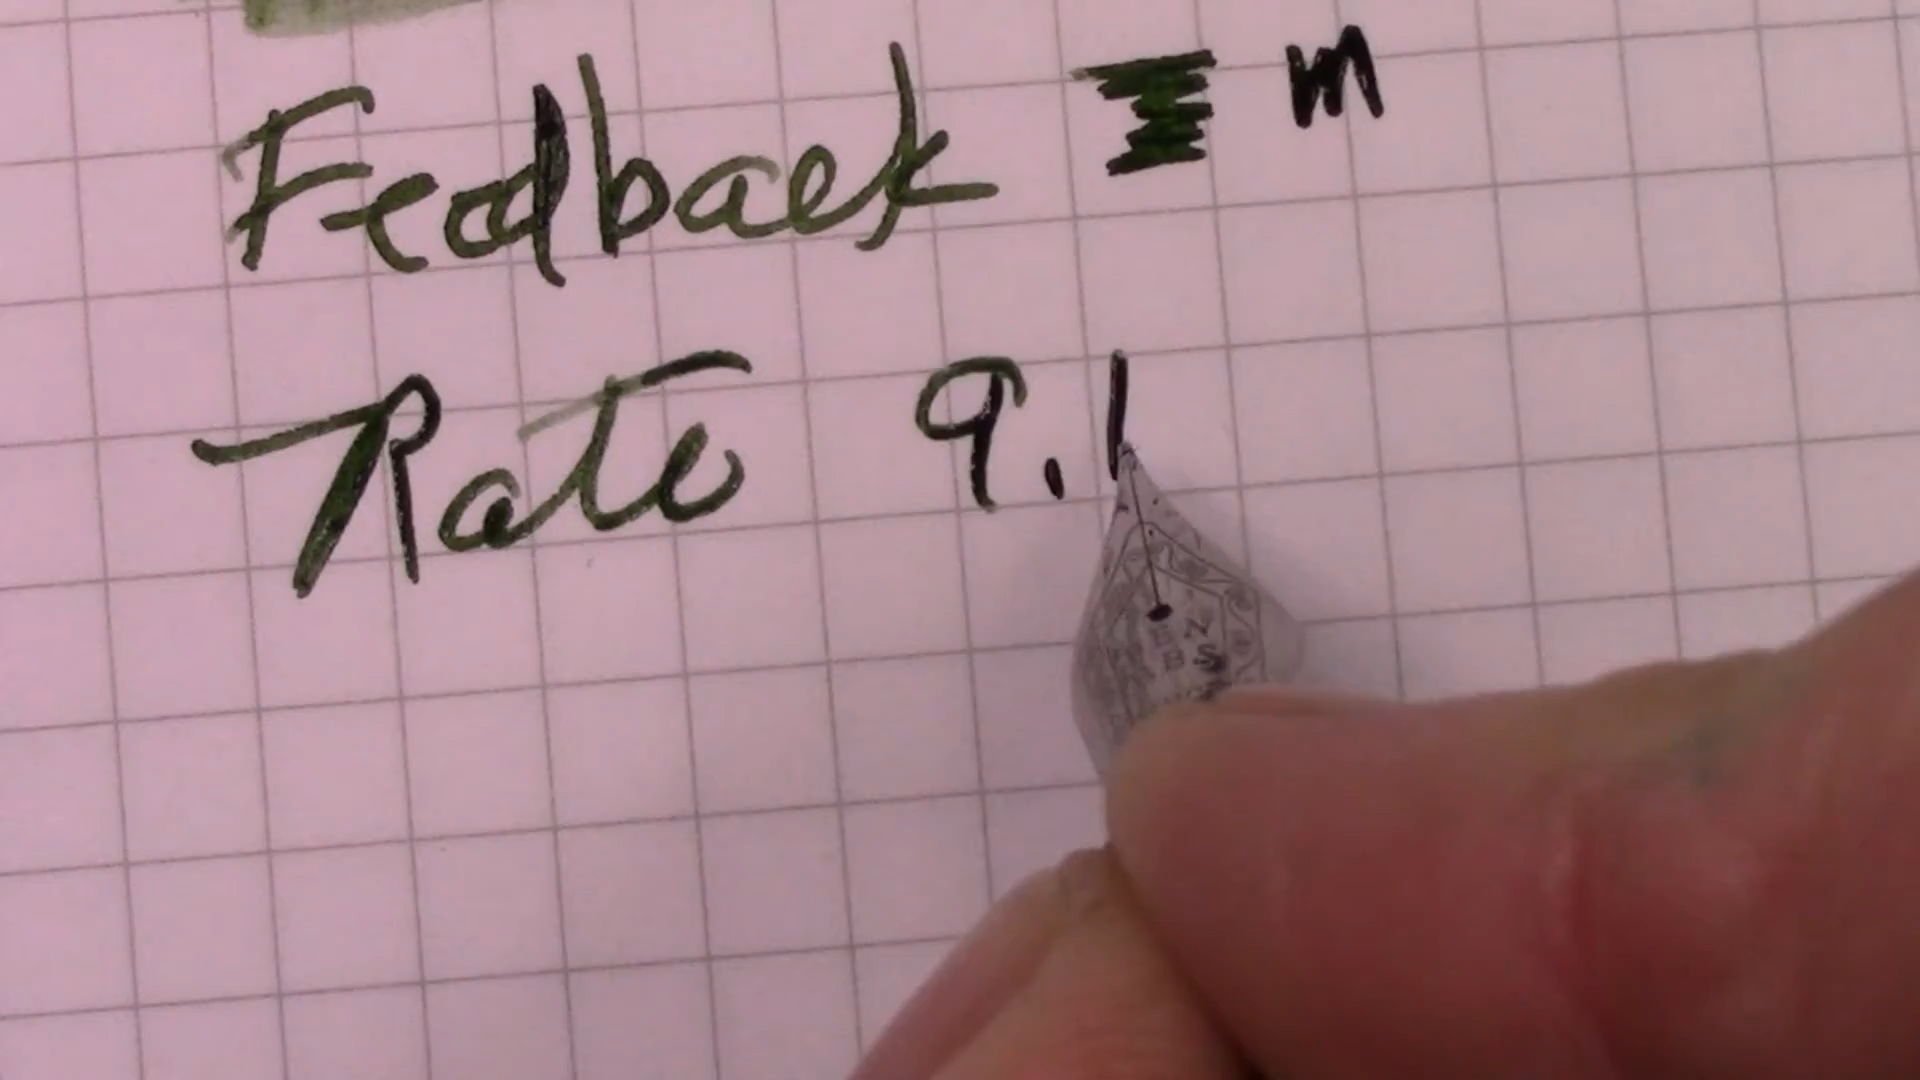 Fedback = m
Rate 9.1